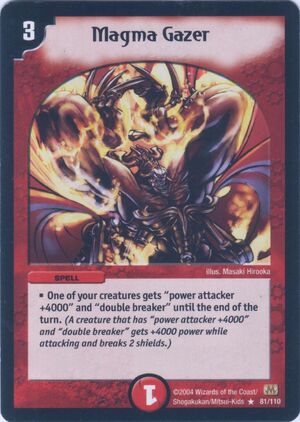 3
Magma Gazer
illus. Masaki Hirooka
SPELL
▪ One of your creatures gets "power attacker
+4000" and "double breaker" until the end of the
turn. (A creature that has "power attacker +4000"
and "double breaker" gets +4000 power while
attacking and breaks 2 shields.)
1
©2004 Wizards of the Coast/
Shogakukan/Mitsui-Kids ★ 81/110